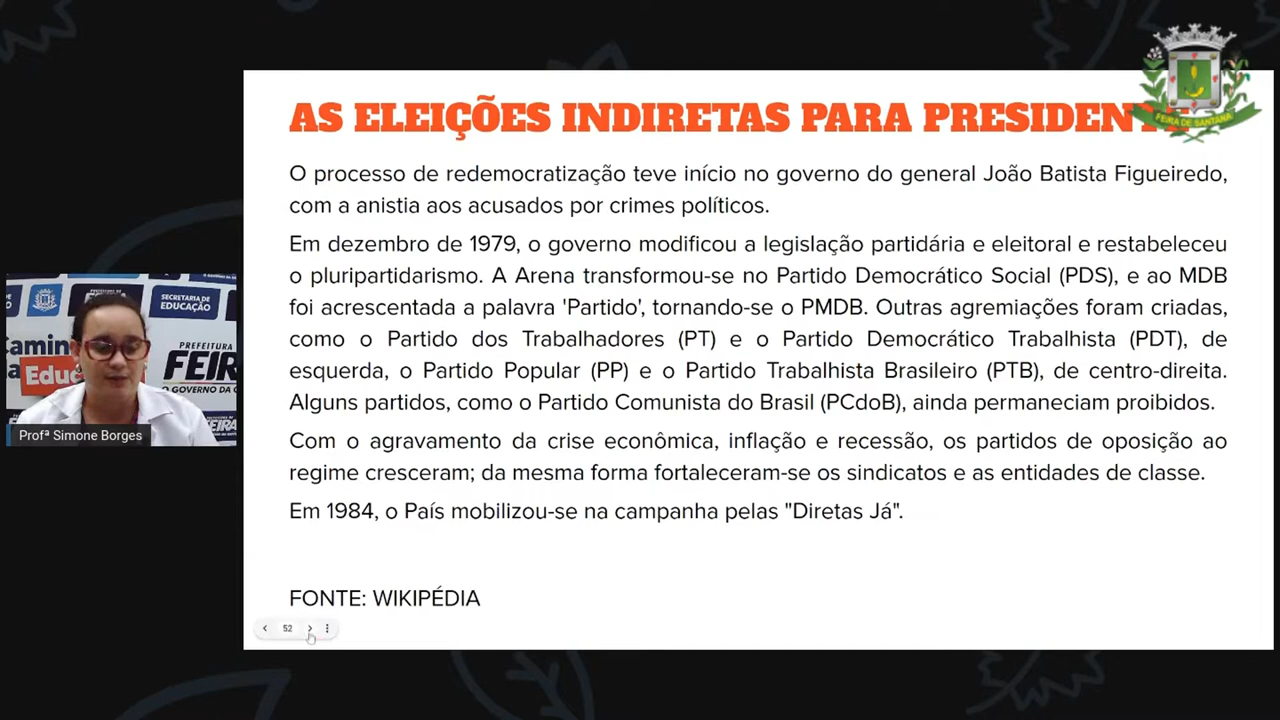 AS ELEIÇÕES INDIRETAS PARA PRESIDENT
FEIRA DE SANTANA
O processo de redemocratização teve início no governo do general João Batista Figueiredo,
com a anistia aos acusados por crimes políticos.
Em dezembro de 1979, o governo modificou a legislação partidária e eleitoral e restabeleceu
o pluripartidarismo. A Arena transformou-se no Partido Democrático Social (PDS), e ao MDB
foi acrescentada a palavra 'Partido', tornando-se o PMDB. Outras agremiações foram criadas,
como o Partido dos Trabalhadores (PT) e o Partido Democrático Trabalhista (PDT), de
esquerda, o Partido Popular (PP) e o Partido Trabalhista Brasileiro (PTB), de centro-direita.
Alguns partidos, como o Partido Comunista do Brasil (PCdoB), ainda permaneciam proibidos.
Com o agravamento da crise econômica, inflação e recessão, os partidos de oposição ao
regime cresceram; da mesma forma fortaleceram-se os sindicatos e as entidades de classe.
Em 1984, o País mobilizou-se na campanha pelas "Diretas Já".
FONTE: WIKIPÉDIA
52
SECRETARIA DE
EDUCAÇÃO
PREFEITURA
Camin
FEIR
Educ
O GOVERNO DA
Profª Simone Borges